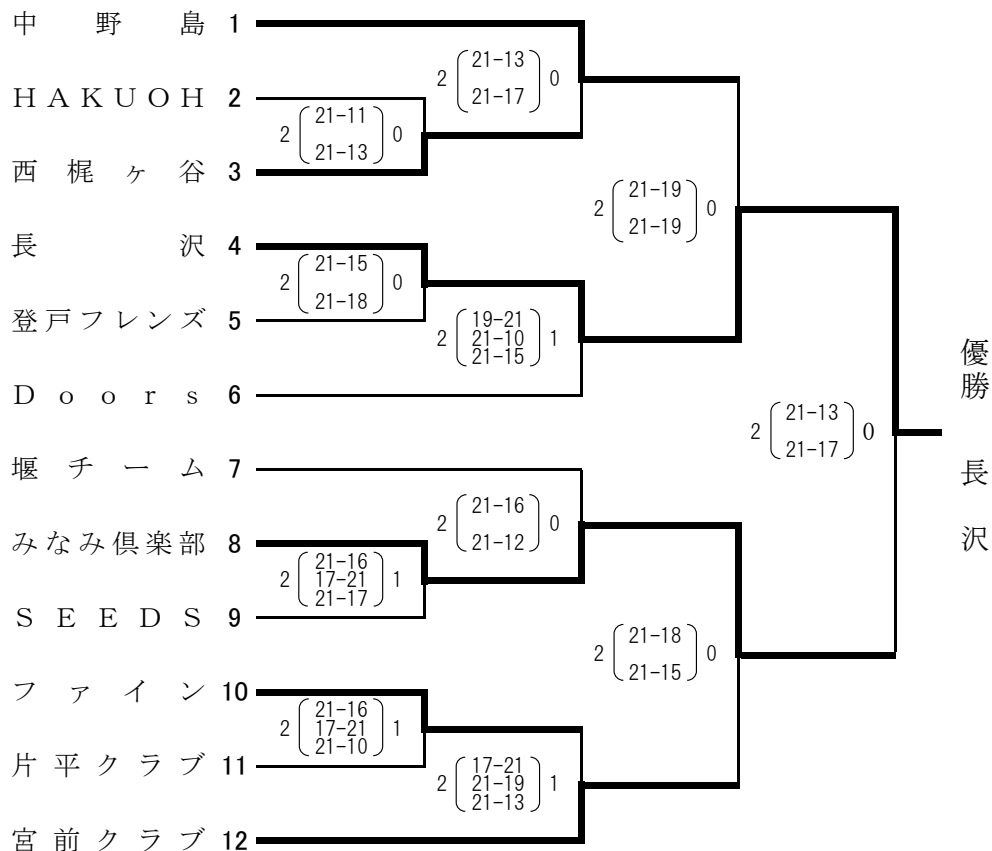 中野島 1
HAKUOH 2
西梶ヶ谷 3
長沢 4
登戸フレンズ 5
Doors 6
堰チーム 7
みなみ倶楽部 8
SEEDS 9
ファイン 10
片平クラブ 11
宮前クラブ 12
2 21-11 0
21-13
2 21-15 0
21-18
2 21-16 1
17-21
21-17
2 21-16 1
17-21
21-10
2 21-13 0
21-17
2 19-21 1
21-10
21-15
2 21-16 0
21-12
2 17-21 1
21-19
21-13
2 21-19 0
21-19
2 21-18 0
21-15
2 21-13 0
21-17
優勝 長沢